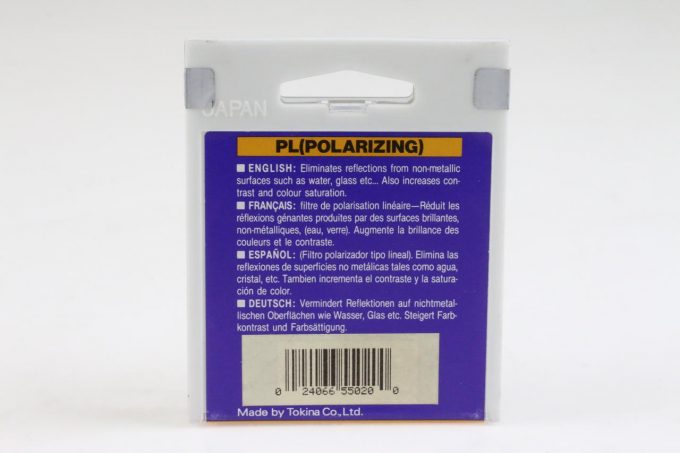 JAPAN
PL(POLARIZING)
■ ENGLISH: Eliminates reflections from non-metallic
surfaces such as water, glass etc... Also increases con-
trast and colour saturation.
■ FRANÇAIS: filtre de polarisation linéaire—Réduit les
réflexions génantes produites par des surfaces brillantes,
non-métalliques, (eau, verre). Augmente la brillance des
couleurs et le contraste.
■ ESPAÑOL: (Filtro polarizador tipo lineal). Elimina las
reflexiones de superficies no metálicas tales como agua,
cristal, etc. Tambien incrementa el contraste y la satura-
ción de color.
■ DEUTSCH: Vermindert Reflektionen auf nichtmetal-
lischen Oberflächen wie Wasser, Glas etc. Steigert Farb-
kontrast und Farbsättigung.
0 24066 55020 0
Made by Tokina Co., Ltd.